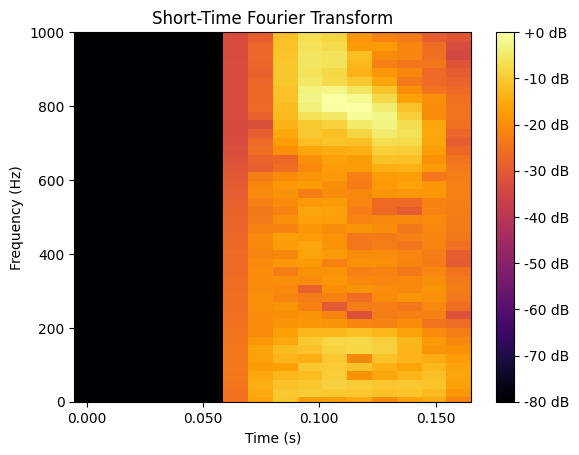 Short-Time Fourier Transform
1000
800
600
400
200
0
Frequency (Hz)
0.000
0.050
0.100
0.150
Time (s)
+0 dB
-10 dB
-20 dB
-30 dB
-40 dB
-50 dB
-60 dB
-70 dB
-80 dB